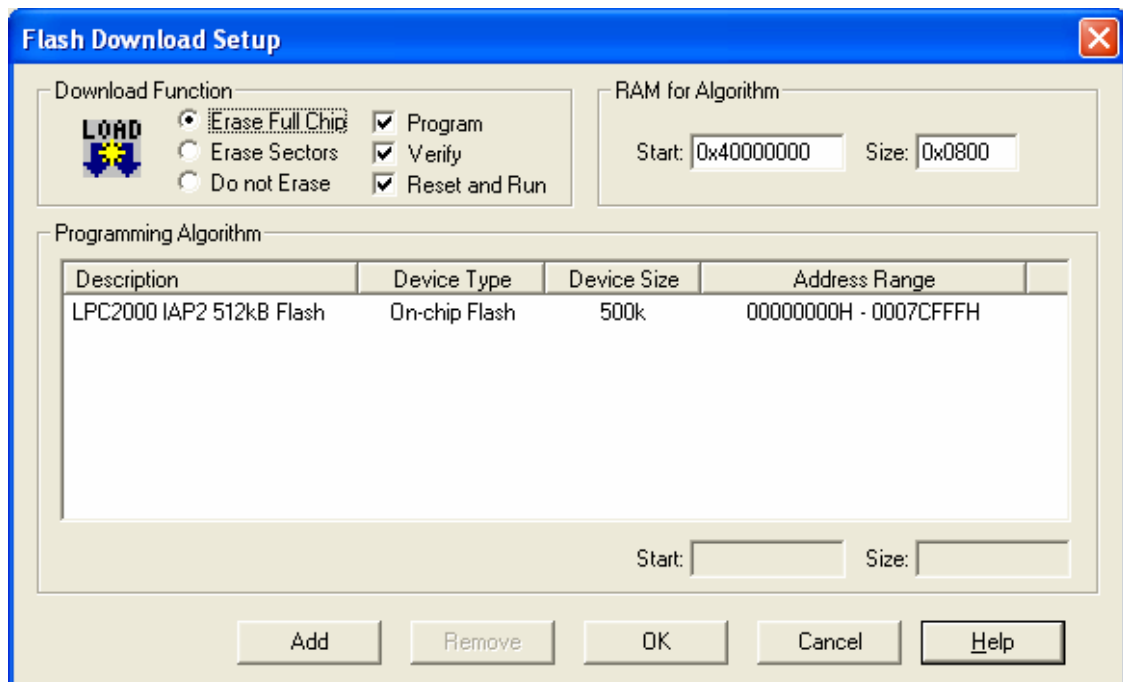 Flash Download Setup
Download Function
LOAD
Erase Full Chip
Erase Sectors
Do not Erase
Program
Verify
Reset and Run
RAM for Algorithm
Start: 0x40000000 Size: 0x0800
Programming Algorithm
Description Device Type Device Size Address Range
LPC2000 IAP2 512kB Flash On-chip Flash 500k 00000000H - 0007CFFFH
Start: Size:
Add Remove OK Cancel Help